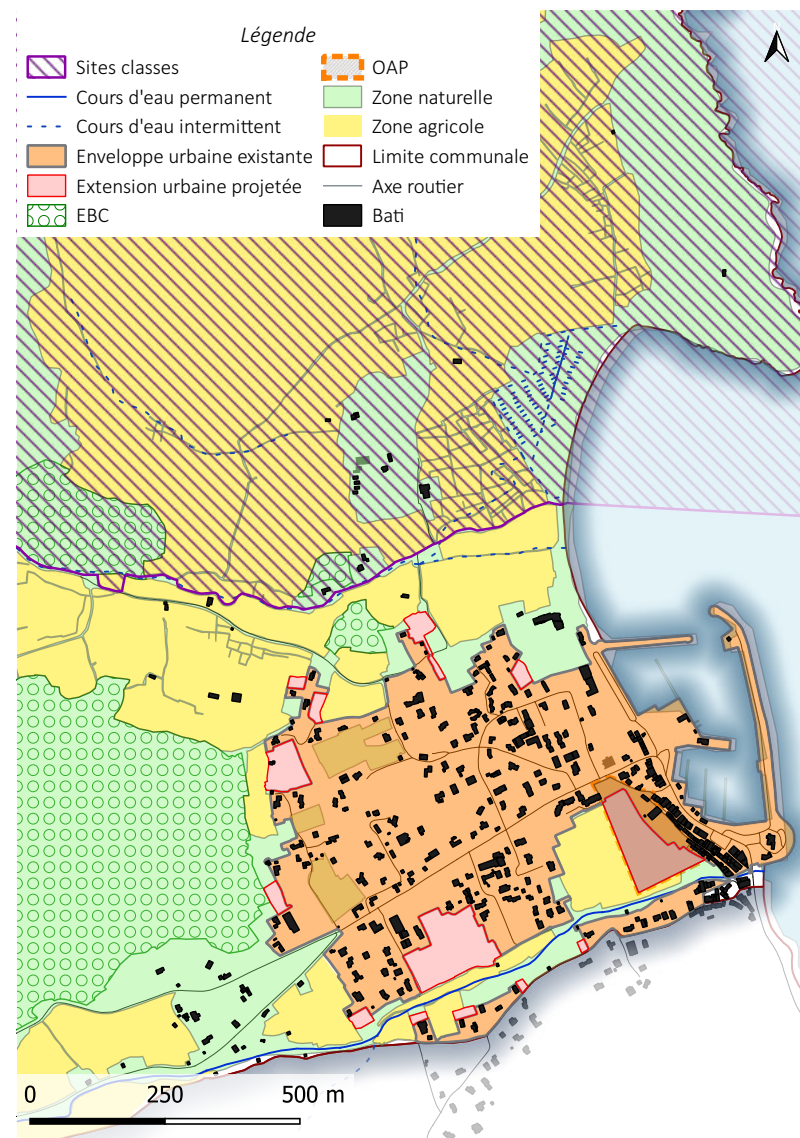 Légende
Sites classes
OAP
Cours d'eau permanent
Zone naturelle
Cours d'eau intermittent
Zone agricole
Enveloppe urbaine existante
Limite communale
Extension urbaine projetée
Axe routier
EBC
Bati
0 250 500 m